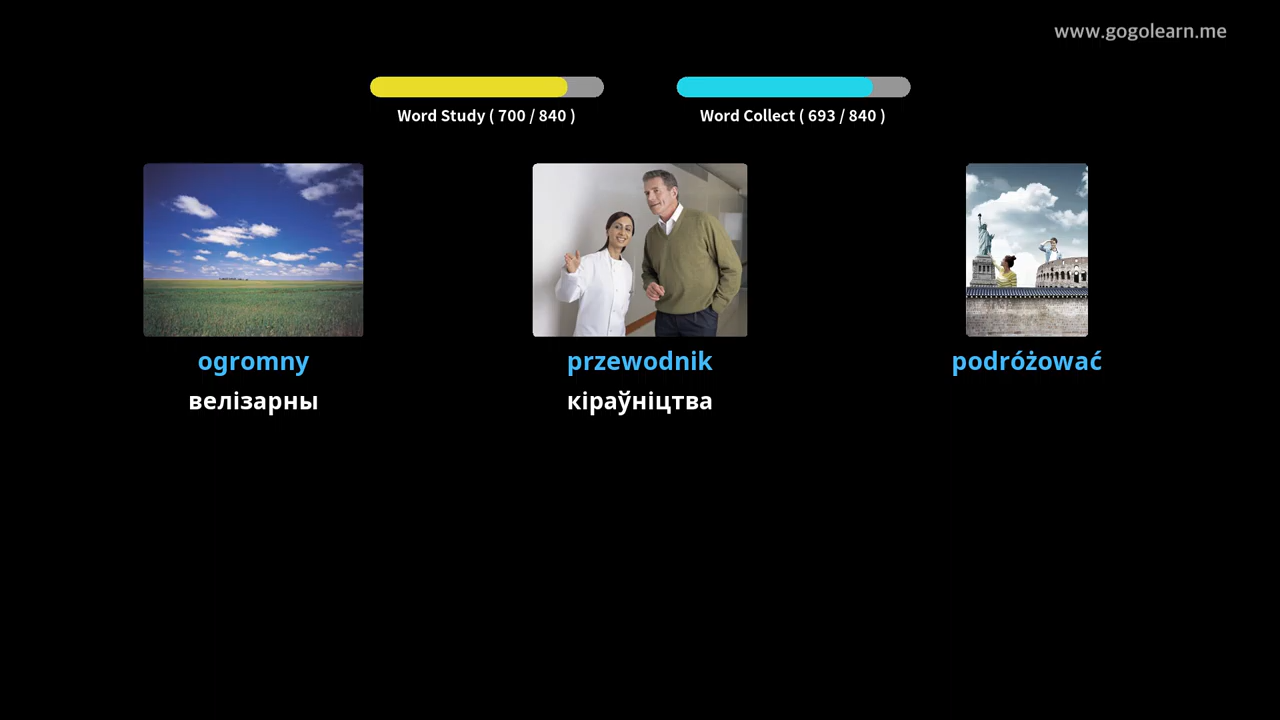 www.gogolearn.me
Word Study ( 700 / 840 )
Word Collect ( 693 / 840 )
ogromny
przewodnik
podróżować
велізарны
кіраўніцтва